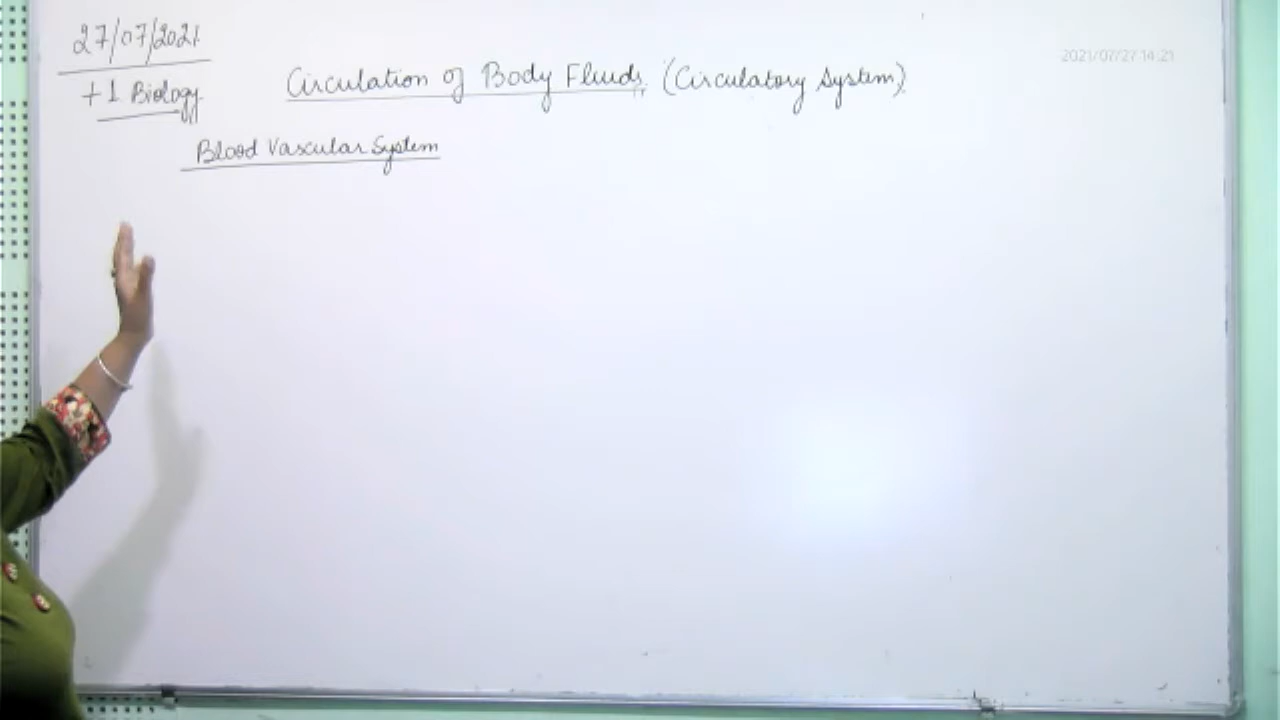 27/07/2021
2021/07/27 14:21
+1 Biology
Circulation of Body Fluids (Circulatory System)
Blood Vascular System